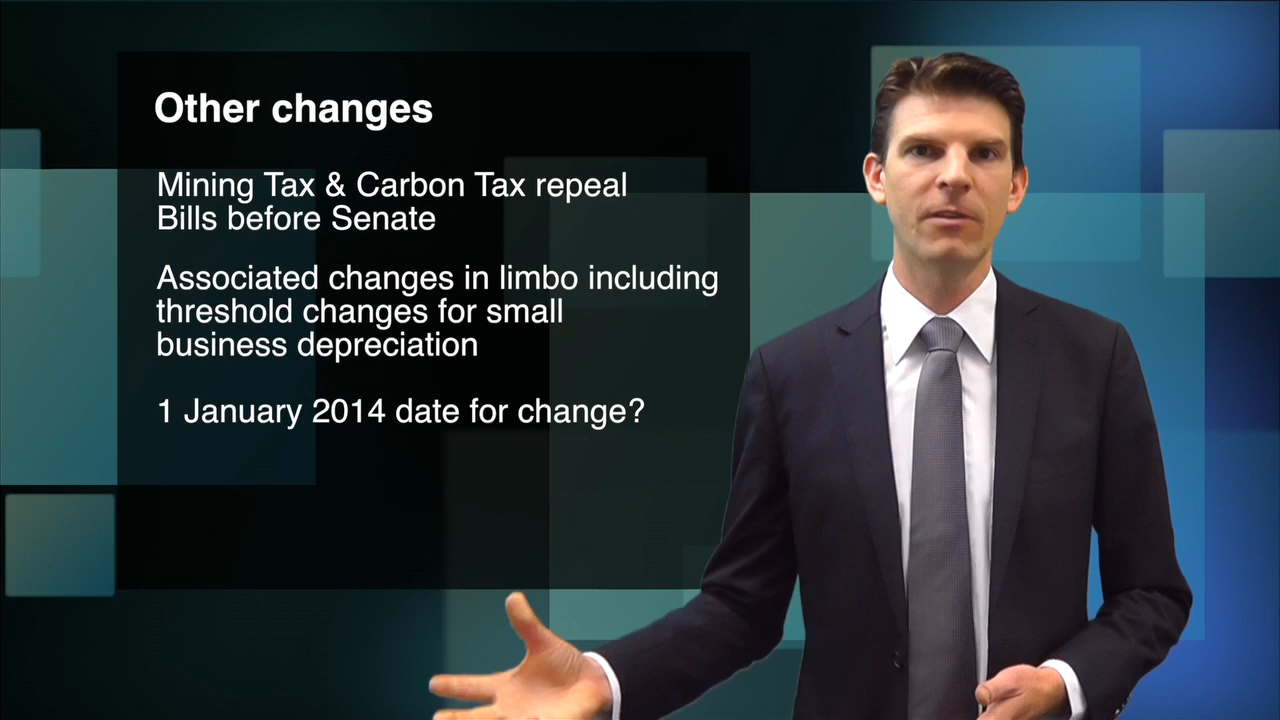 Other changes
Mining Tax & Carbon Tax repeal
Bills before Senate
Associated changes in limbo including
threshold changes for small
business depreciation
1 January 2014 date for change?